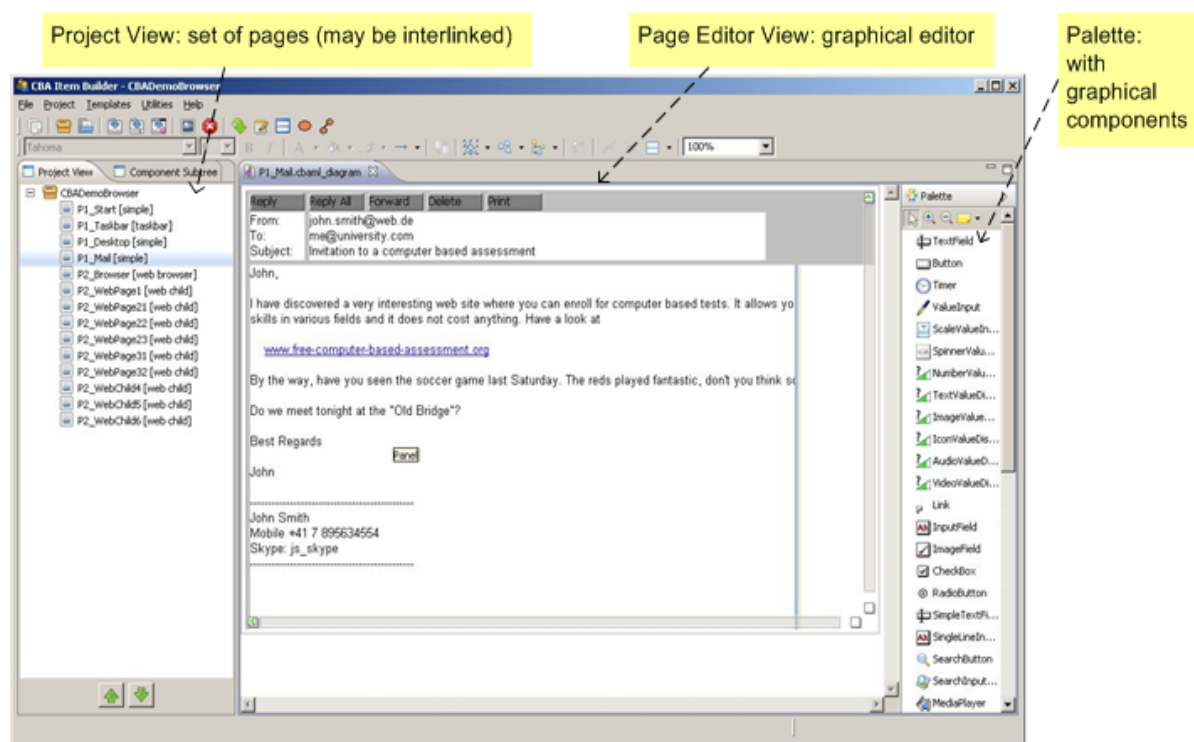 Project View: set of pages (may be interlinked)
Page Editor View: graphical editor
Palette:
with
graphical
components
CBA Item Builder - CBADemoBrowser
File Project Templates Utilities Help
Tahoma
100%
Project View
Component Subtree
P1_Mail.cbaml_diagram
CBADemoBrowser
P1_Start [simple]
P1_Taskbar [taskbar]
P1_Desktop [simple]
P1_Mail [simple]
P2_Browser [web browser]
P2_WebPage1 [web child]
P2_WebPage21 [web child]
P2_WebPage22 [web child]
P2_WebPage23 [web child]
P2_WebPage31 [web child]
P2_WebPage32 [web child]
P2_WebChild4 [web child]
P2_WebChild5 [web child]
P2_WebChild6 [web child]
Reply Reply All Forward Delete Print
From: john.smith@web.de
To: me@university.com
Subject: Invitation to a computer based assessment
John,
I have discovered a very interesting web site where you can enroll for computer based tests. It allows yo
skills in various fields and it does not cost anything. Have a look at
www.free-computer-based-assessment.org
By the way, have you seen the soccer game last Saturday. The reds played fantastic, don't you think so
Do we meet tonight at the "Old Bridge"?
Best Regards
Panel
John
John Smith
Mobile +41 7 895634554
Skype: js_skype
Palette
TextField
Button
Timer
ValueInput
ScaleValueIn...
SpinnerValu...
NumberValu...
TextValueDi...
ImageValue...
IconValueDis...
AudioValueD...
VideoValueDi...
Link
InputField
ImageField
CheckBox
RadioButton
SimpleTextFi...
SingleLineIn...
SearchButton
SearchInput...
MediaPlayer